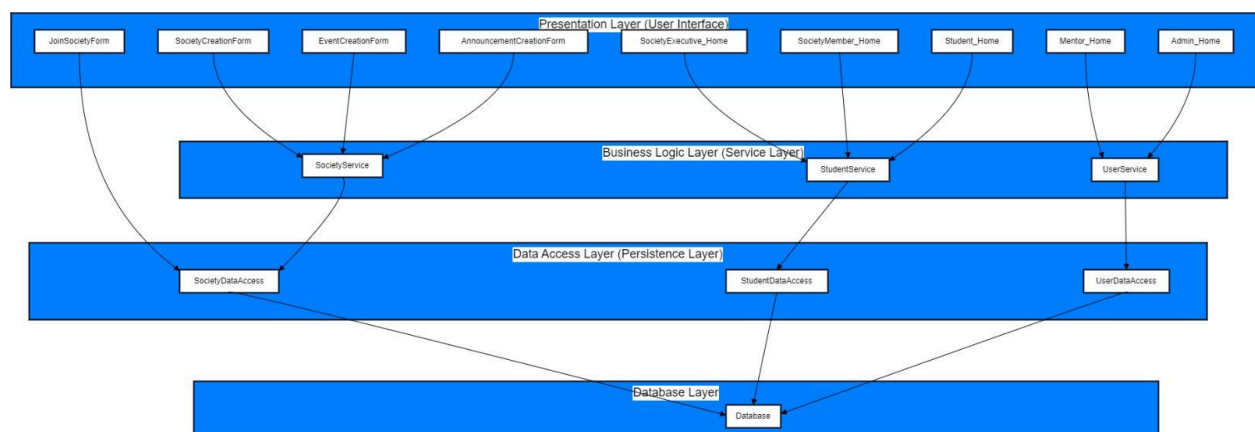 Presentation Layer (User Interface)
JoinSocietyForm
SocietyCreationForm
EventCreationForm
AnnouncementCreationForm
SocietyExecutive_Home
SocietyMember_Home
Student_Home
Mentor_Home
Admin_Home
Business Logic Layer (Service Layer)
SocietyService
StudentService
UserService
Data Access Layer (Persistence Layer)
SocietyDataAccess
StudentDataAccess
UserDataAccess
Database Layer
Database